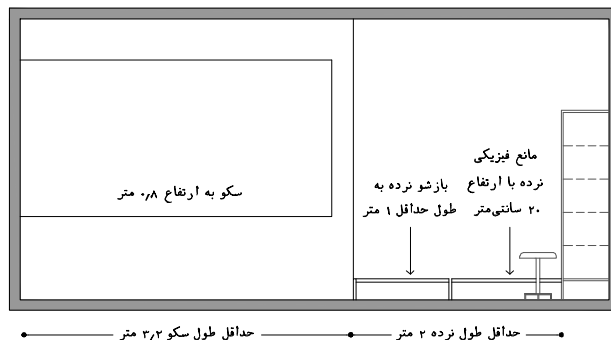 مانع فیزیکی
نرده با ارتفاع
۲۰ سانتی‌متر
بازشو نرده به
طول حداقل ۱ متر
سکو به ارتفاع ۰٫۸ متر
حداقل طول نرده ۲ متر
حداقل طول سکو ۳٫۲ متر